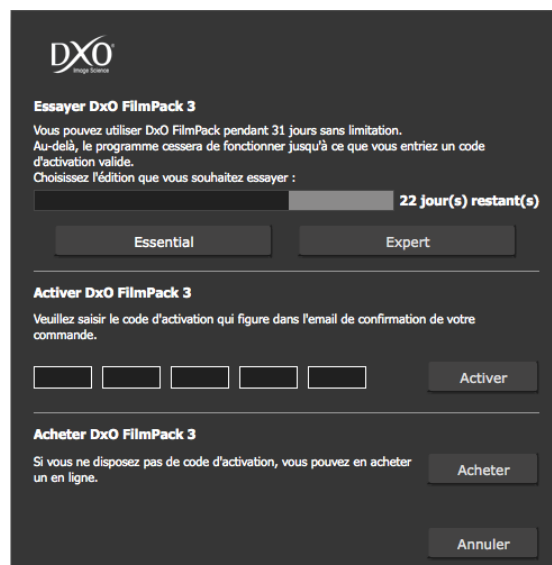 DXO
Image Science
Essayer DxO FilmPack 3
Vous pouvez utiliser DxO FilmPack pendant 31 jours sans limitation.
Au-delà, le programme cessera de fonctionner jusqu'à ce que vous entriez un code
d'activation valide.
Choisissez l'édition que vous souhaitez essayer :
22 jour(s) restant(s)
Essential Expert
Activer DxO FilmPack 3
Veuillez saisir le code d'activation qui figure dans l'email de confirmation de votre
commande.
Activer
Acheter DxO FilmPack 3
Si vous ne disposez pas de code d'activation, vous pouvez en acheter
un en ligne.
Acheter
Annuler